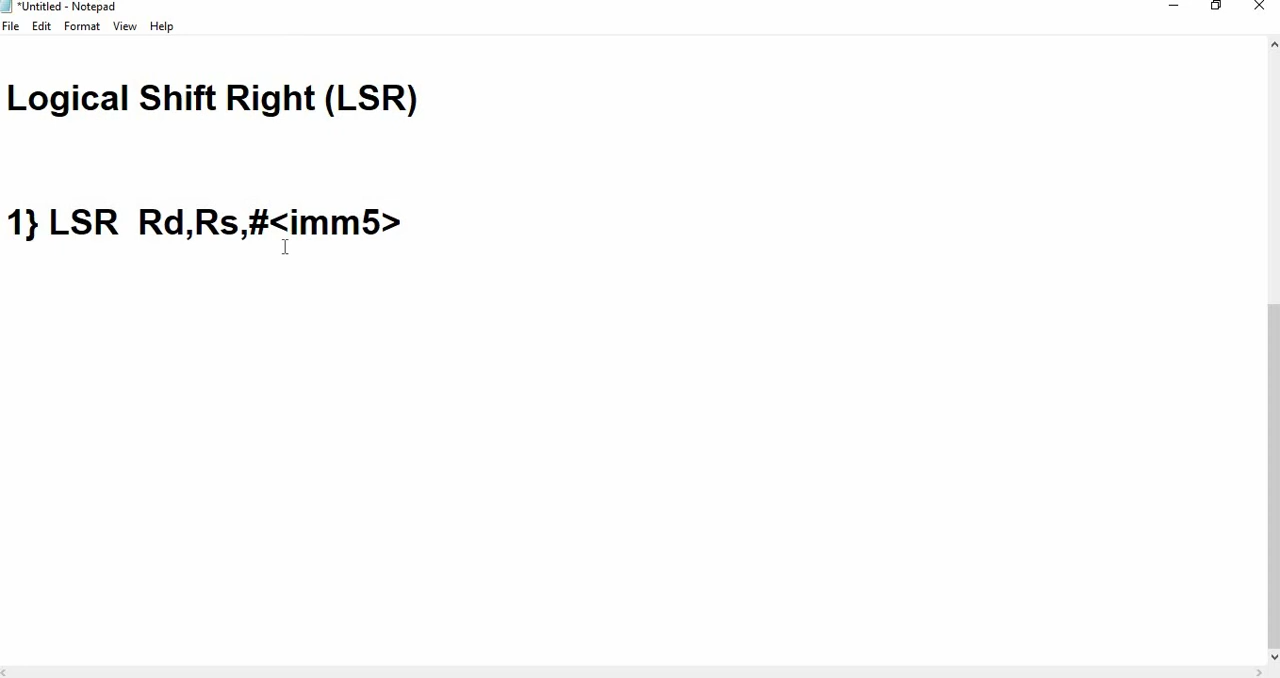 *Untitled - Notepad
File Edit Format View Help
Logical Shift Right (LSR)
1} LSR  Rd,Rs,#<imm5>